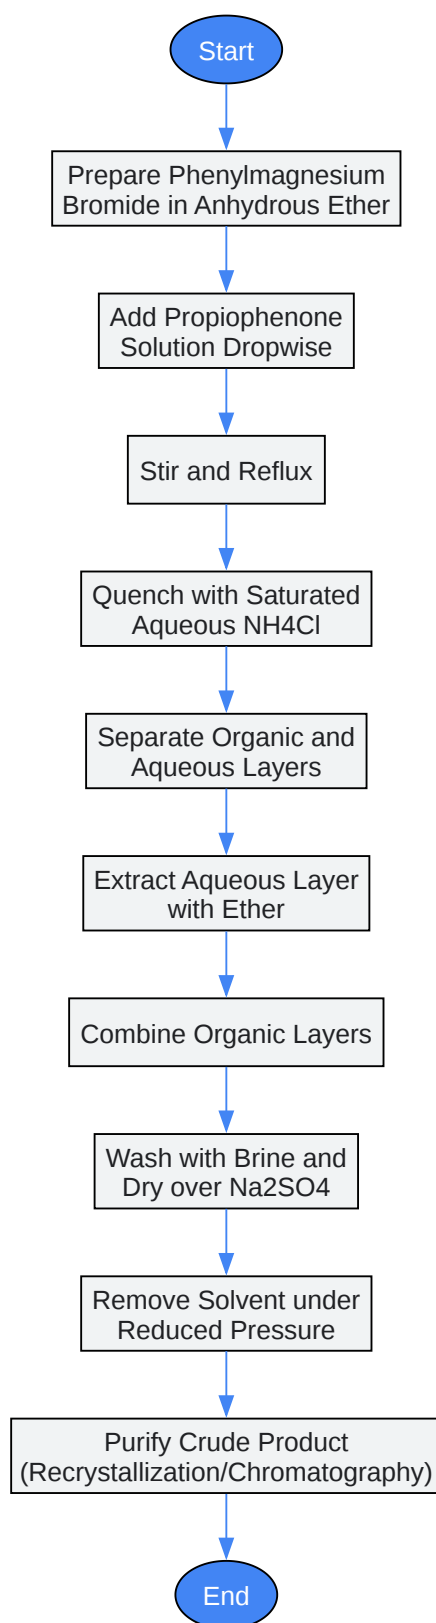 Start
Prepare Phenylmagnesium
Bromide in Anhydrous Ether
Add Propiophenone
Solution Dropwise
Stir and Reflux
Quench with Saturated
Aqueous NH4Cl
Separate Organic and
Aqueous Layers
Extract Aqueous Layer
with Ether
Combine Organic Layers
Wash with Brine and
Dry over Na2SO4
Remove Solvent under
Reduced Pressure
Purify Crude Product
(Recrystallization/Chromatography)
End